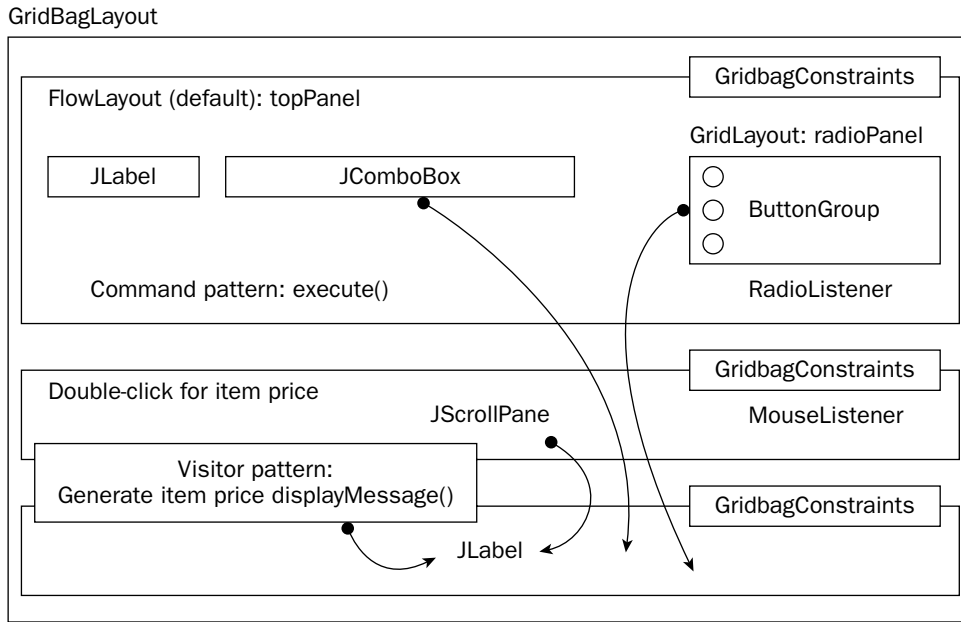 GridBagLayout
GridbagConstraints
FlowLayout (default): topPanel
GridLayout: radioPanel
JLabel
JComboBox
ButtonGroup
Command pattern: execute()
RadioListener
GridbagConstraints
Double-click for item price
JScrollPane
MouseListener
Visitor pattern:
Generate item price displayMessage()
GridbagConstraints
JLabel